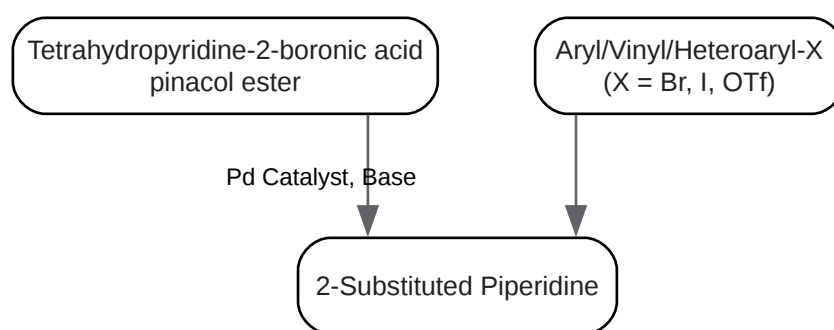 Tetrahydropyridine-2-boronic acid
pinacol ester
Aryl/Vinyl/Heteroaryl-X
(X = Br, I, OTf)
Pd Catalyst, Base
2-Substituted Piperidine